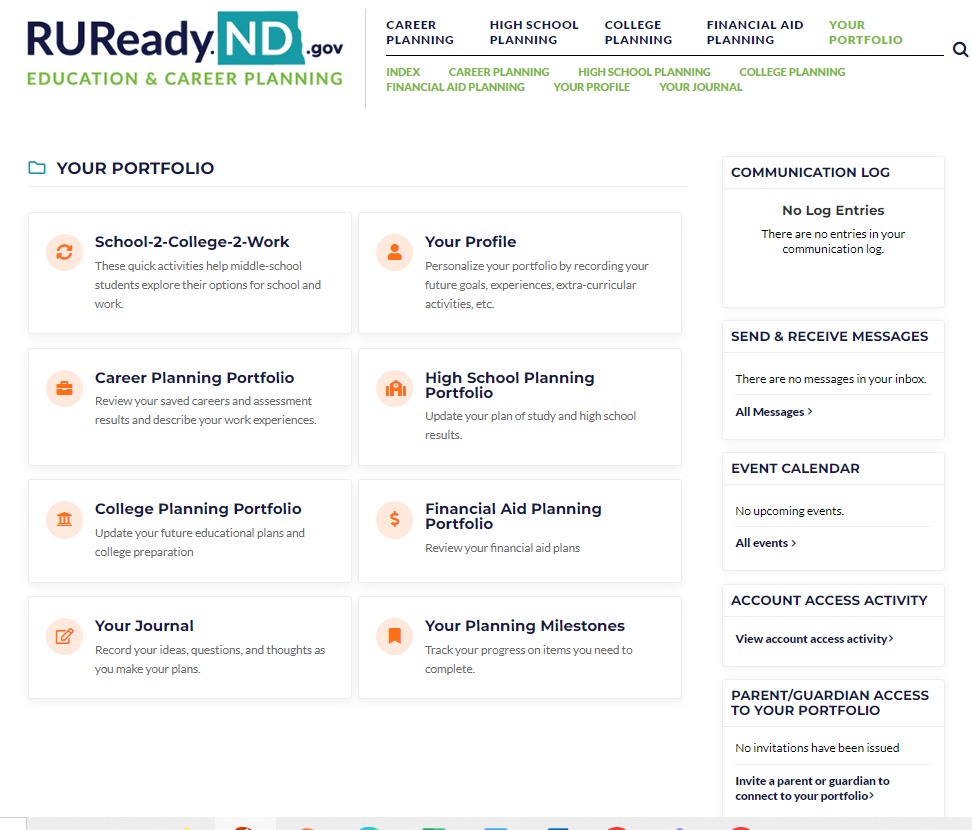 RUReady.ND.gov
EDUCATION & CAREER PLANNING
CAREER PLANNING
HIGH SCHOOL PLANNING
COLLEGE PLANNING
FINANCIAL AID PLANNING
YOUR PORTFOLIO
INDEX CAREER PLANNING HIGH SCHOOL PLANNING COLLEGE PLANNING
FINANCIAL AID PLANNING YOUR PROFILE YOUR JOURNAL
YOUR PORTFOLIO
School-2-College-2-Work
These quick activities help middle-school
students explore their options for school and
work.
Your Profile
Personalize your portfolio by recording your
future goals, experiences, extra-curricular
activities, etc.
Career Planning Portfolio
Review your saved careers and assessment
results and describe your work experiences.
High School Planning
Portfolio
Update your plan of study and high school
results.
College Planning Portfolio
Update your future educational plans and
college preparation
Financial Aid Planning
Portfolio
Review your financial aid plans
Your Journal
Record your ideas, questions, and thoughts as
you make your plans.
Your Planning Milestones
Track your progress on items you need to
complete.
COMMUNICATION LOG
No Log Entries
There are no entries in your
communication log.
SEND & RECEIVE MESSAGES
There are no messages in your inbox.
All Messages >
EVENT CALENDAR
No upcoming events.
All events >
ACCOUNT ACCESS ACTIVITY
View account access activity>
PARENT/GUARDIAN ACCESS
TO YOUR PORTFOLIO
No invitations have been issued
Invite a parent or guardian to
connect to your portfolio>